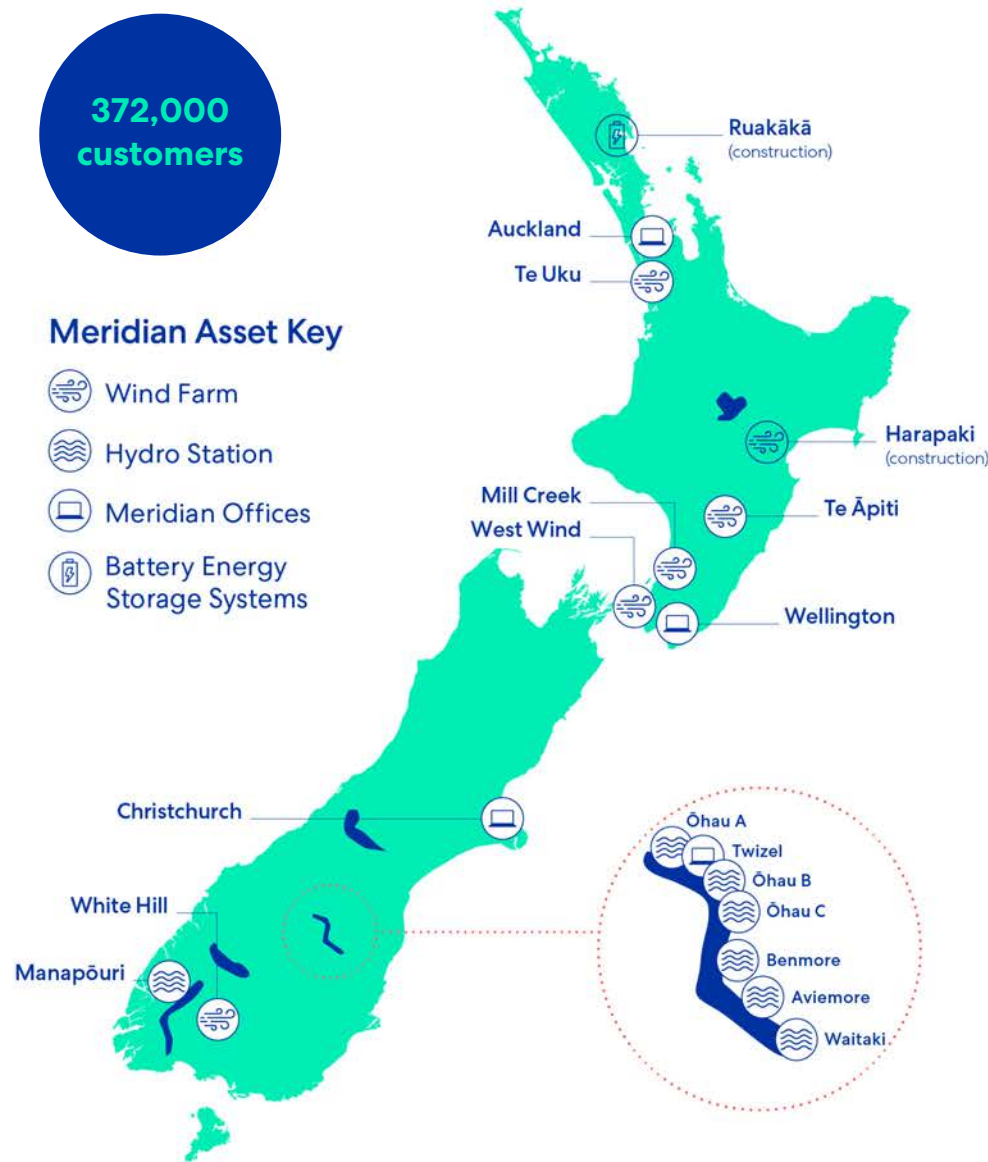 372,000
customers
Ruakākā
(construction)
Auckland
Te Uku
Meridian Asset Key
Wind Farm
Hydro Station
Meridian Offices
Battery Energy
Storage Systems
Harapaki
(construction)
Mill Creek
Te Āpiti
West Wind
Wellington
Christchurch
White Hill
Manapōuri
Ōhau A
Twizel
Ōhau B
Ōhau C
Benmore
Aviemore
Waitaki